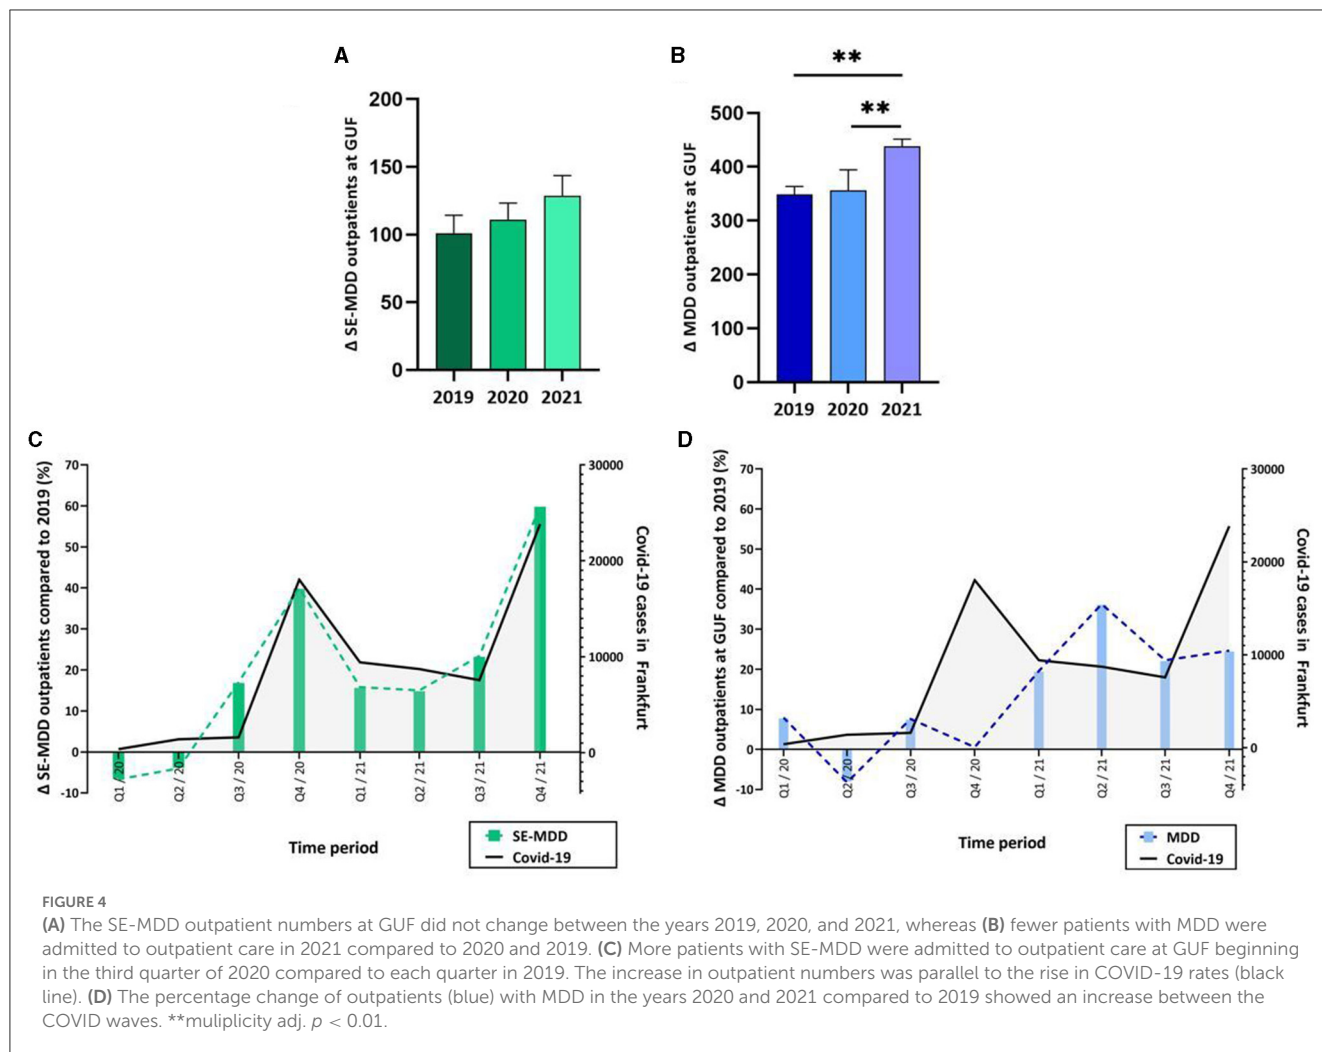 A
Δ SE-MDD outpatients at GUF
200
150
100
50
0
2019 2020 2021
B
**
**
Δ MDD outpatients at GUF
500
400
300
200
100
0
2019 2020 2021
C
Δ SE-MDD outpatients compared to 2019 (%)
70
60
50
40
30
20
10
0
-10
30000
20000
10000
0
Covid-19 cases in Frankfurt
Q1 / 20
Q2 / 20
Q3 / 20
Q4 / 20
Q1 / 21
Q2 / 21
Q3 / 21
Q4 / 21
Time period
SE-MDD
Covid-19
D
Δ MDD outpatients at GUF compared to 2019 (%)
70
60
50
40
30
20
10
0
-10
30000
20000
10000
0
Covid-19 cases in Frankfurt
Q1 / 20
Q2 / 20
Q3 / 20
Q4 / 20
Q1 / 21
Q2 / 21
Q3 / 21
Q4 / 21
Time period
MDD
Covid-19
FIGURE 4
(A) The SE-MDD outpatient numbers at GUF did not change between the years 2019, 2020, and 2021, whereas (B) fewer patients with MDD were
admitted to outpatient care in 2021 compared to 2020 and 2019. (C) More patients with SE-MDD were admitted to outpatient care at GUF beginning
in the third quarter of 2020 compared to each quarter in 2019. The increase in outpatient numbers was parallel to the rise in COVID-19 rates (black
line). (D) The percentage change of outpatients (blue) with MDD in the years 2020 and 2021 compared to 2019 showed an increase between the
COVID waves. **muliplicity adj. p < 0.01.